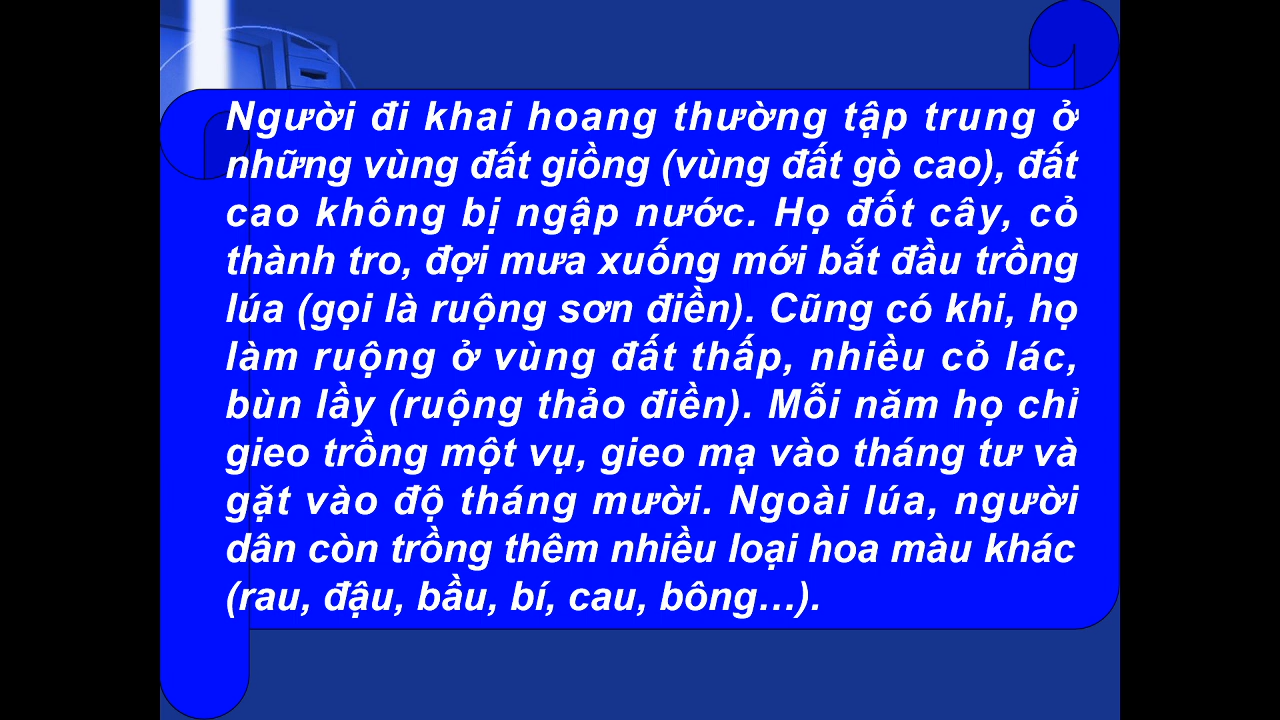 Người đi khai hoang thường tập trung ở
những vùng đất giồng (vùng đất gò cao), đất
cao không bị ngập nước. Họ đốt cây, cỏ
thành tro, đợi mưa xuống mới bắt đầu trồng
lúa (gọi là ruộng sơn điền). Cũng có khi, họ
làm ruộng ở vùng đất thấp, nhiều cỏ lác,
bùn lầy (ruộng thảo điền). Mỗi năm họ chỉ
gieo trồng một vụ, gieo mạ vào tháng tư và
gặt vào độ tháng mười. Ngoài lúa, người
dân còn trồng thêm nhiều loại hoa màu khác
(rau, đậu, bầu, bí, cau, bông…).